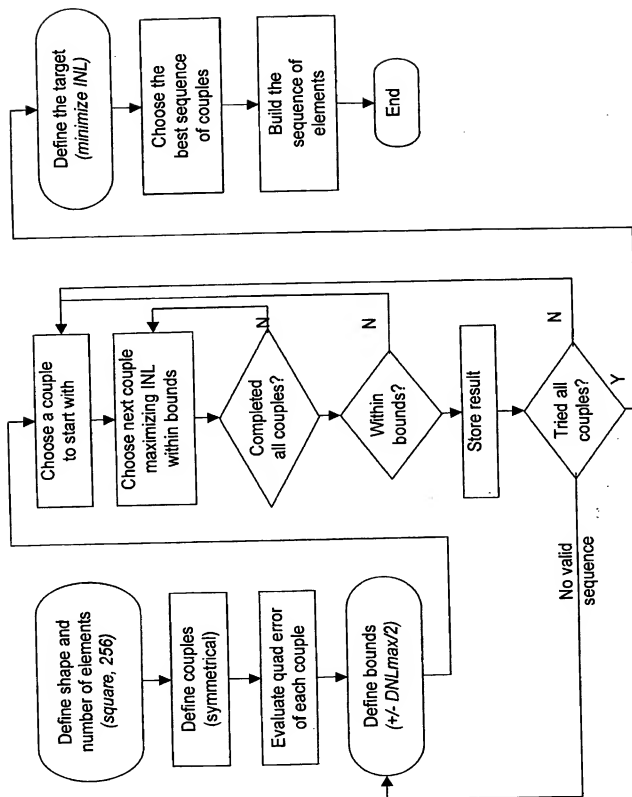 Define shape and
number of elements
(square, 256)
Define couples
(symmetrical)
Evaluate quad error
of each couple
Define bounds
(+/- DNLmax/2)
Choose a couple
to start with
Choose next couple
maximizing INL
within bounds
Completed
all couples?
N
Within
bounds?
N
Store result
Tried all
couples?
N
Y
No valid
sequence
Define the target
(minimize INL)
Choose the
best sequence
of couples
Build the
sequence of
elements
End